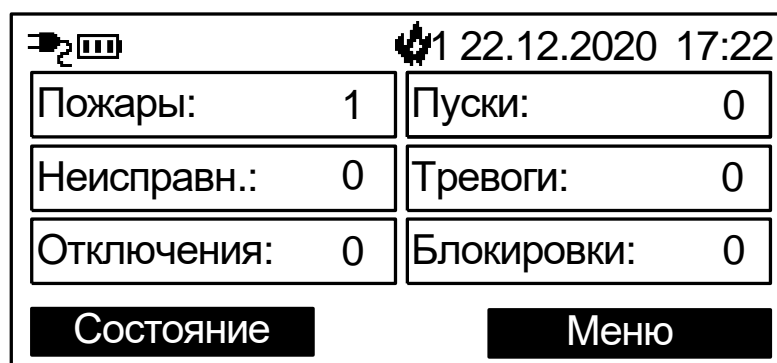 1 22.12.2020 17:22
Пожары: 1 Пуски: 0
Неисправн.: 0 Тревоги: 0
Отключения: 0 Блокировки: 0
Состояние Меню